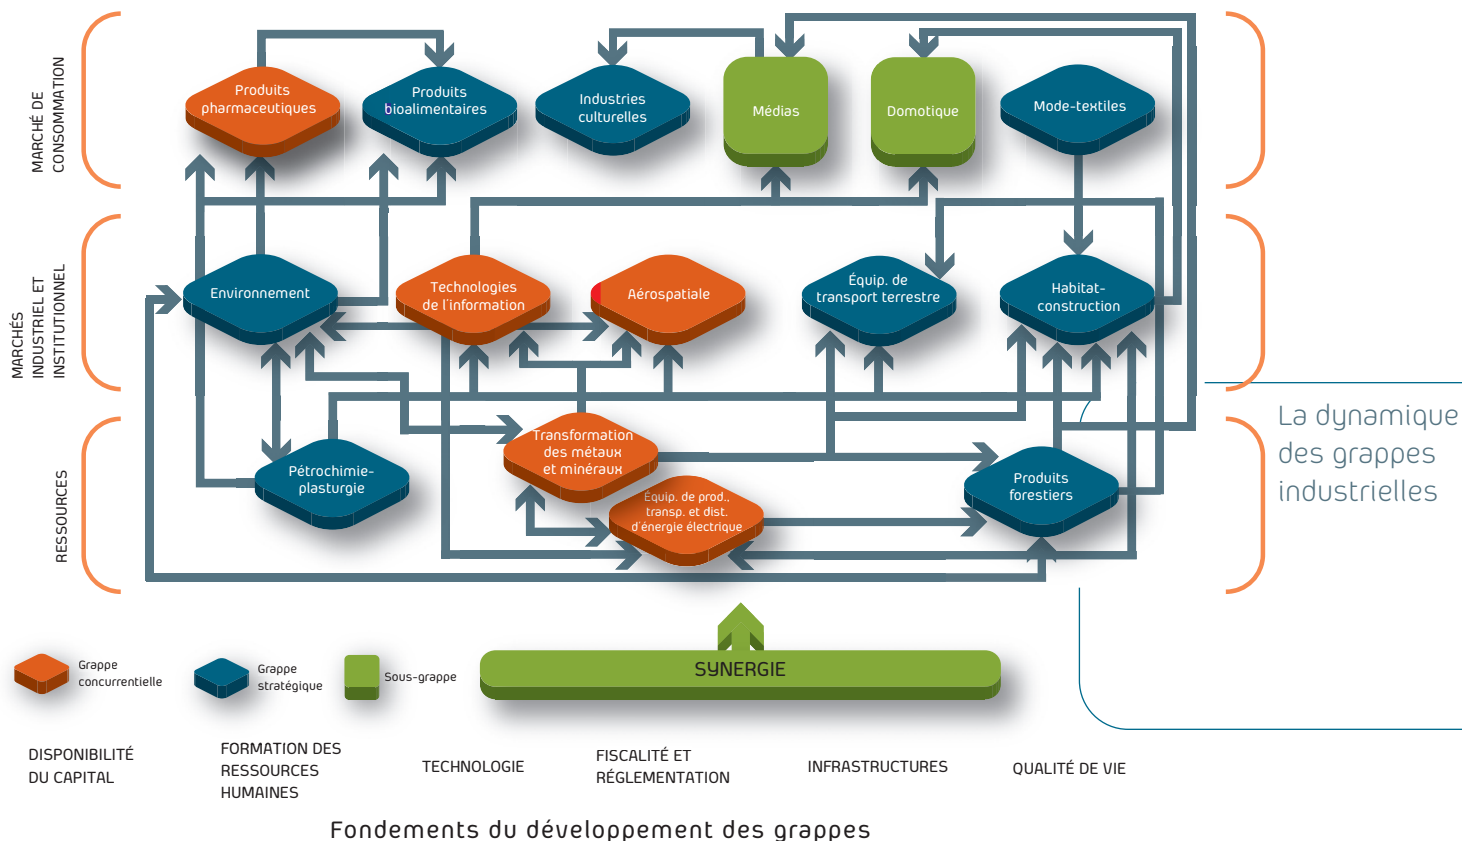 MARCHÉ DE
CONSOMMATION
Produits
pharmaceutiques
Produits
bioalimentaires
Industries
culturelles
Médias
Domotique
Mode-textiles
MARCHÉS
INDUSTRIEL ET
INSTITUTIONNEL
Environnement
Technologies
de l'information
Aérospatiale
Équip. de
transport terrestre
Habitat-
construction
RESSOURCES
Pétrochimie-
plasturgie
Transformation
des métaux
et minéraux
Équip. de prod.,
transp. et dist.
d'énergie électrique
Produits
forestiers
La dynamique
des grappes
industrielles
Grappe
concurrentielle
Grappe
stratégique
Sous-grappe
SYNERGIE
DISPONIBILITÉ
DU CAPITAL
FORMATION DES
RESSOURCES
HUMAINES
TECHNOLOGIE
FISCALITÉ ET
RÉGLEMENTATION
INFRASTRUCTURES
QUALITÉ DE VIE
Fondements du développement des grappes